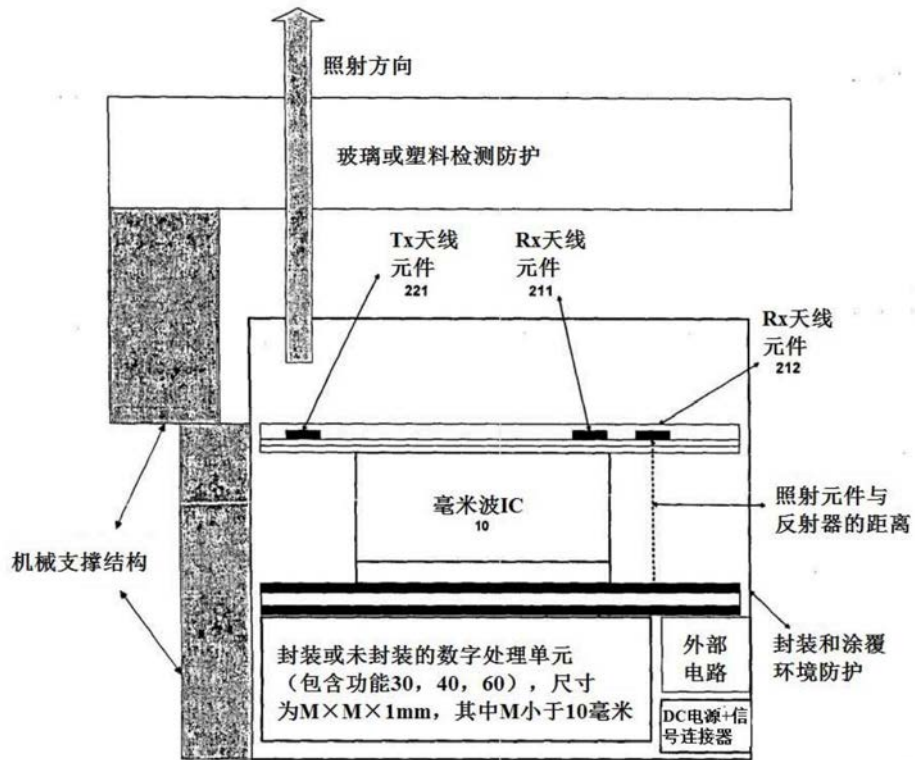 照射方向
玻璃或塑料检测防护
Tx天线
元件
221
Rx天线
元件
211
Rx天线
元件
212
毫米波IC
10
照射元件与
反射器的距离
机械支撑结构
封装或未封装的数字处理单元
（包含功能30，40，60），尺寸
为M×M×1mm，其中M小于10毫米
外部
电路
封装和涂覆
环境防护
DC电源+信
号连接器